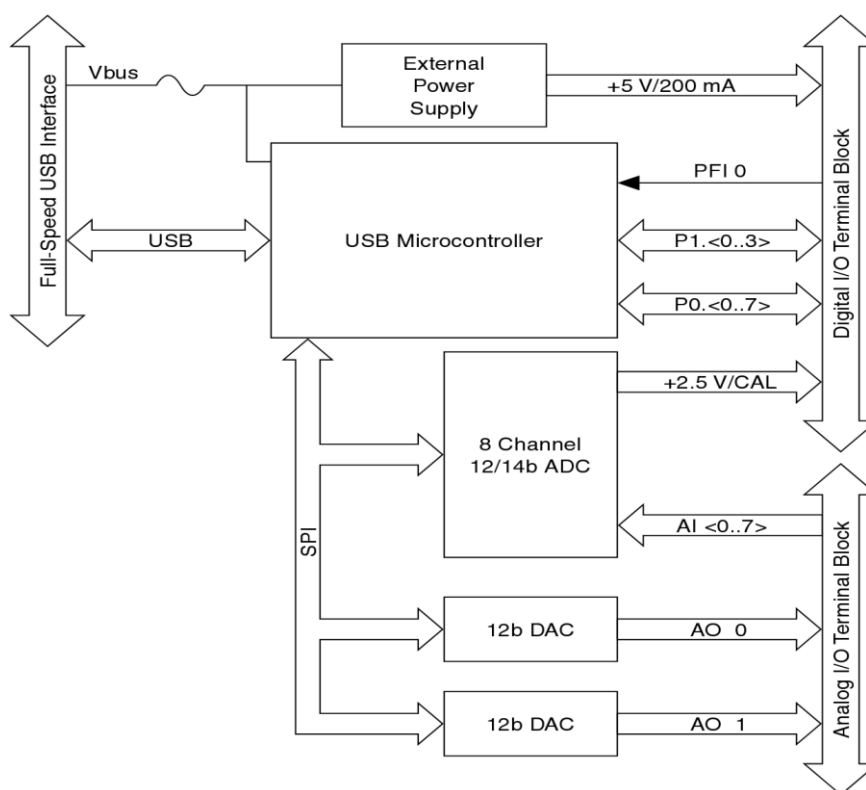 Full-Speed USB Interface
Vbus
External
Power
Supply
+5 V/200 mA
Digital I/O Terminal Block
PFI 0
USB
USB Microcontroller
P1.<0..3>
P0.<0..7>
+2.5 V/CAL
8 Channel
12/14b ADC
SPI
AI <0..7>
Analog I/O Terminal Block
12b DAC
AO 0
12b DAC
AO 1